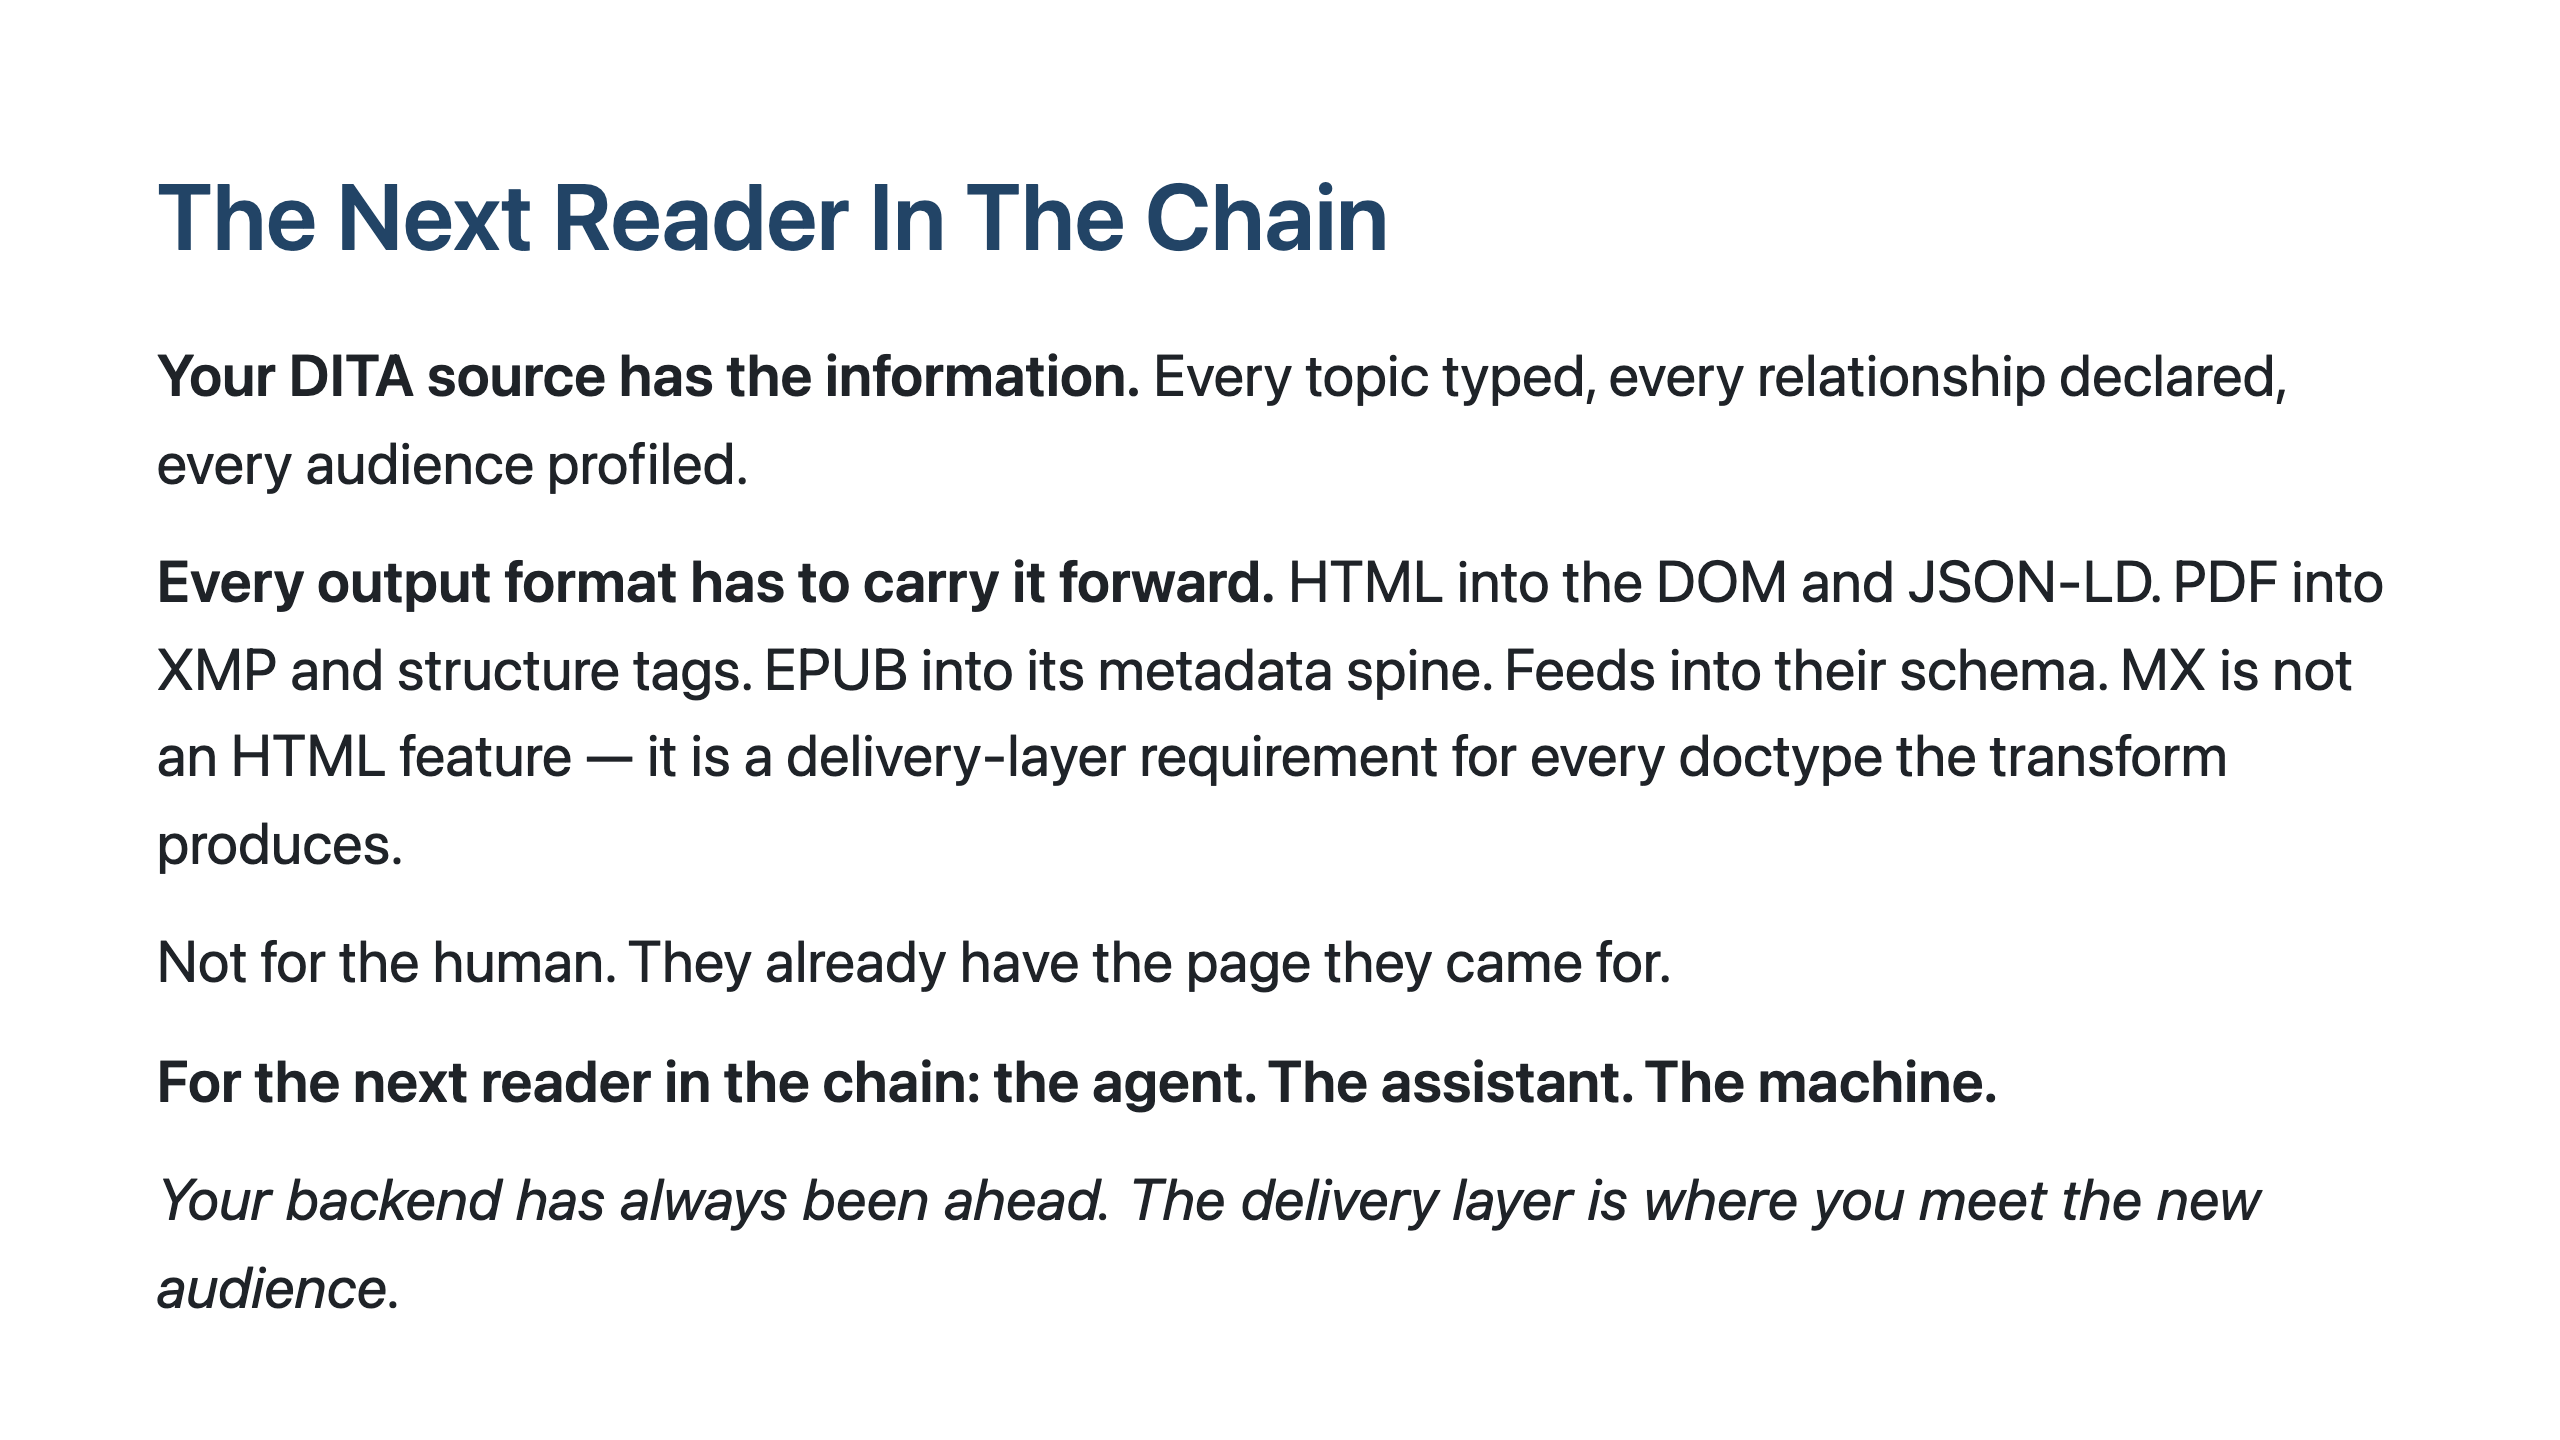 The Next Reader In The Chain
Your DITA source has the information. Every topic typed, every relationship declared,
every audience profiled.
Every output format has to carry it forward. HTML into the DOM and JSON-LD. PDF into
XMP and structure tags. EPUB into its metadata spine. Feeds into their schema. MX is not
an HTML feature — it is a delivery-layer requirement for every doctype the transform
produces.
Not for the human. They already have the page they came for.
For the next reader in the chain: the agent. The assistant. The machine.
Your backend has always been ahead. The delivery layer is where you meet the new
audience.